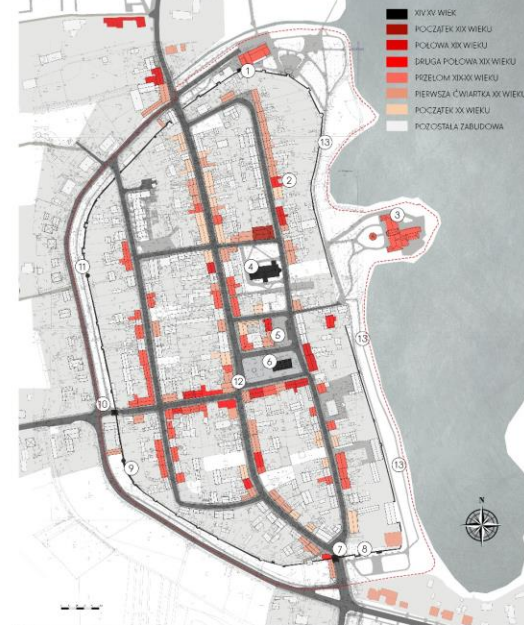 XIV XV WIEK
POCZĄTEK XIX WIEKU
POŁOWA XIX WIEKU
DRUGA POŁOWA XIX WIEKU
PRZEŁOM XIX-XX WIEKU
PIERWSZA ĆWIARTKA XX WIEKU
POCZĄTEK XX WIEKU
POZOSTAŁA ZABUDOWA
1
13
2
3
4
11
5
13
6
12
10
9
13
N
7
8